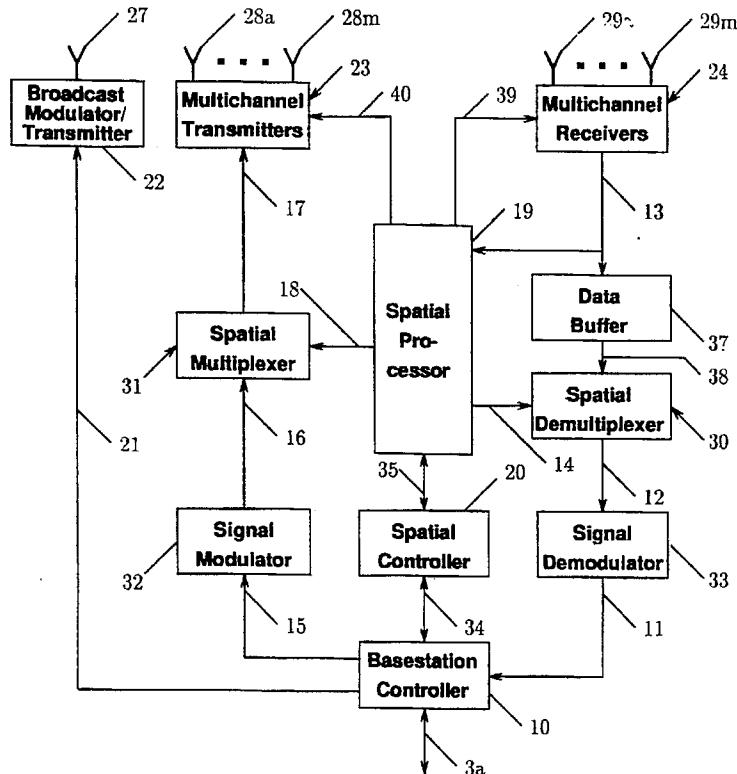 27
28a
28m
29a
29m
Broadcast
Modulator/
Transmitter
22
Multichannel
Transmitters
23
40
39
Multichannel
Receivers
24
17
19
13
18
Spatial
Multiplexer
31
Spatial
Pro-
cessor
Data
Buffer
37
38
Spatial
Demultiplexer
30
21
16
14
12
35
20
Signal
Modulator
32
Spatial
Controller
Signal
Demodulator
33
15
34
11
Basestation
Controller
10
3a